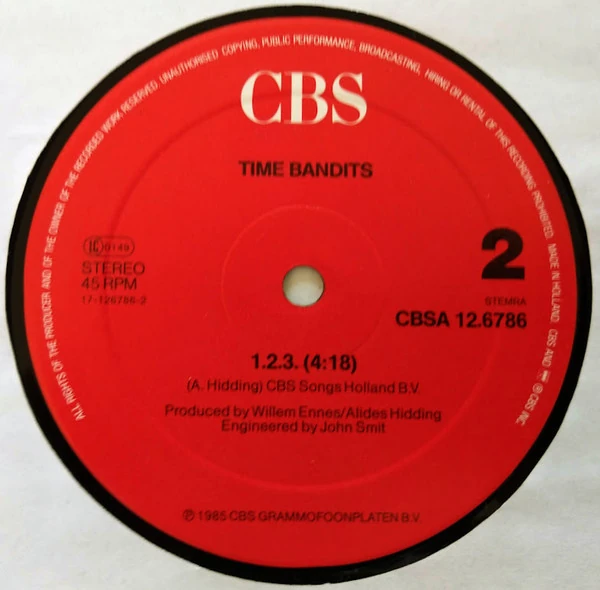 ALL RIGHTS OF THE PRODUCER AND OF THE OWNER OF THE RECORDED WORK RESERVED. UNAUTHORISED COPYING, PUBLIC PERFORMANCE, BROADCASTING, HIRING OR RENTAL OF THIS RECORDING PROHIBITED. MADE IN HOLLAND. CBS AND ® CBS INC.
CBS
TIME BANDITS
LC 0149
STEREO
45 RPM
17-126786-2
2
STEMRA
CBSA 12.6786
1.2.3. (4:18)
(A. Hidding) CBS Songs Holland B.V.
Produced by Willem Ennes/Alides Hidding
Engineered by John Smit
℗ 1985 CBS GRAMMOFOONPLATEN B.V.